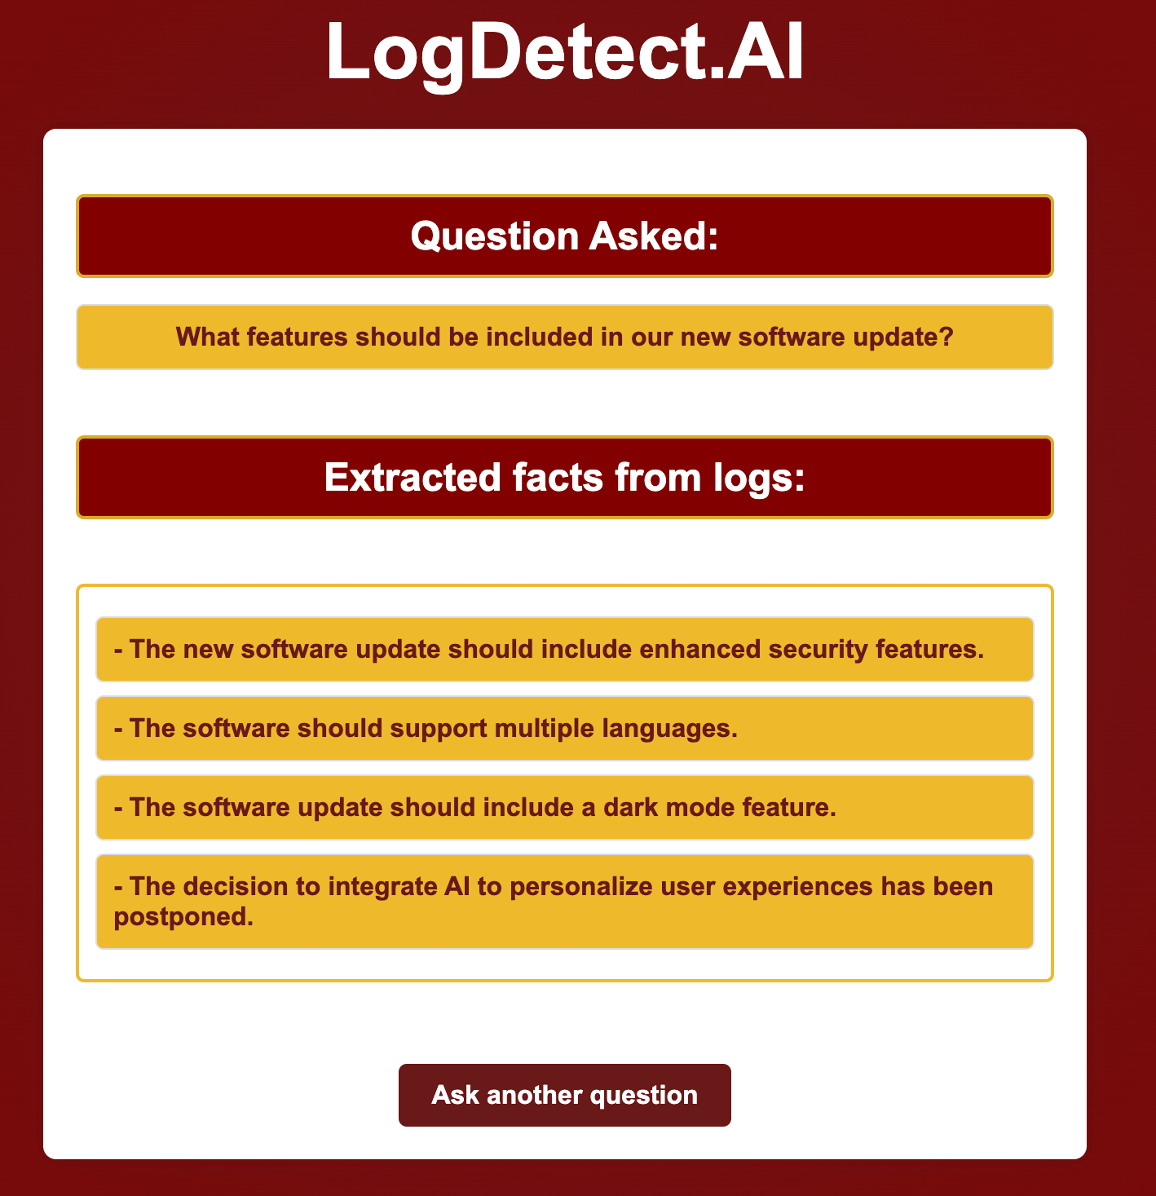 LogDetect.AI
Question Asked:
What features should be included in our new software update?
Extracted facts from logs:
- The new software update should include enhanced security features.
- The software should support multiple languages.
- The software update should include a dark mode feature.
- The decision to integrate AI to personalize user experiences has been
postponed.
Ask another question